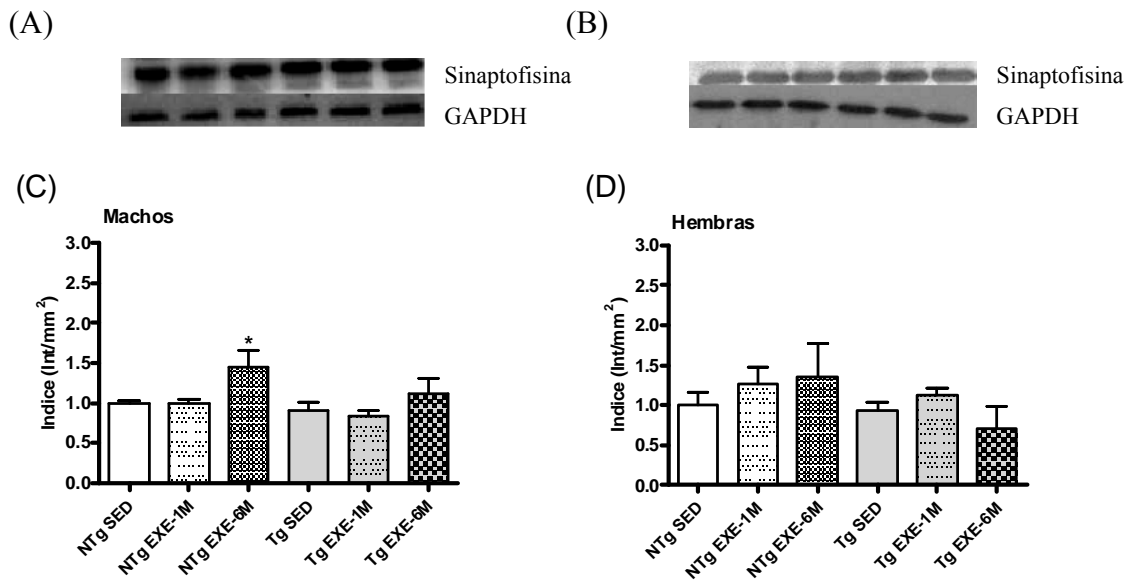 (A)
Sinaptofisina
GAPDH
(B)
Sinaptofisina
GAPDH
(C)
Machos
Indice (Int/mm²)
3.0
2.5
2.0
1.5
1.0
0.5
0.0
*
NTg SED
NTg EXE-1M
NTg EXE-6M
Tg SED
Tg EXE-1M
Tg EXE-6M
(D)
Hembras
Indice (Int/mm²)
3.0
2.5
2.0
1.5
1.0
0.5
0.0
NTg SED
NTg EXE-1M
NTg EXE-6M
Tg SED
Tg EXE-1M
Tg EXE-6M